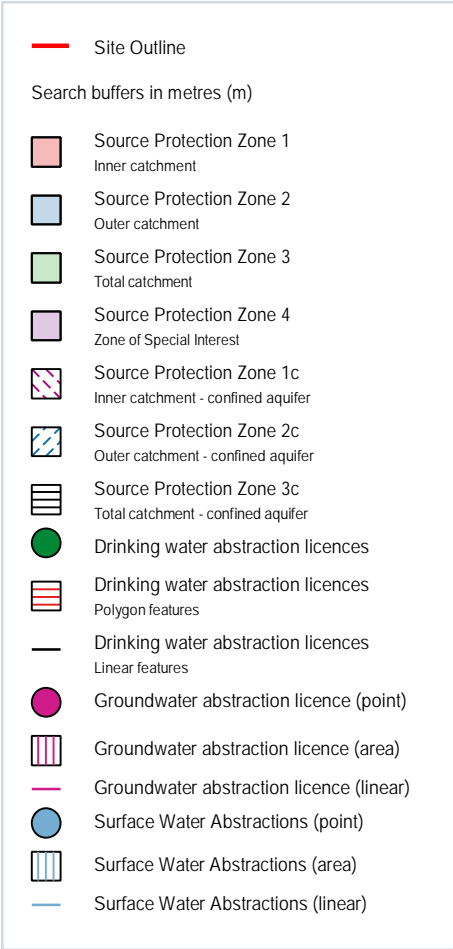 Site Outline
Search buffers in metres (m)
Source Protection Zone 1
Inner catchment
Source Protection Zone 2
Outer catchment
Source Protection Zone 3
Total catchment
Source Protection Zone 4
Zone of Special Interest
Source Protection Zone 1c
Inner catchment - confined aquifer
Source Protection Zone 2c
Outer catchment - confined aquifer
Source Protection Zone 3c
Total catchment - confined aquifer
Drinking water abstraction licences
Drinking water abstraction licences
Polygon features
Drinking water abstraction licences
Linear features
Groundwater abstraction licence (point)
Groundwater abstraction licence (area)
Groundwater abstraction licence (linear)
Surface Water Abstractions (point)
Surface Water Abstractions (area)
Surface Water Abstractions (linear)